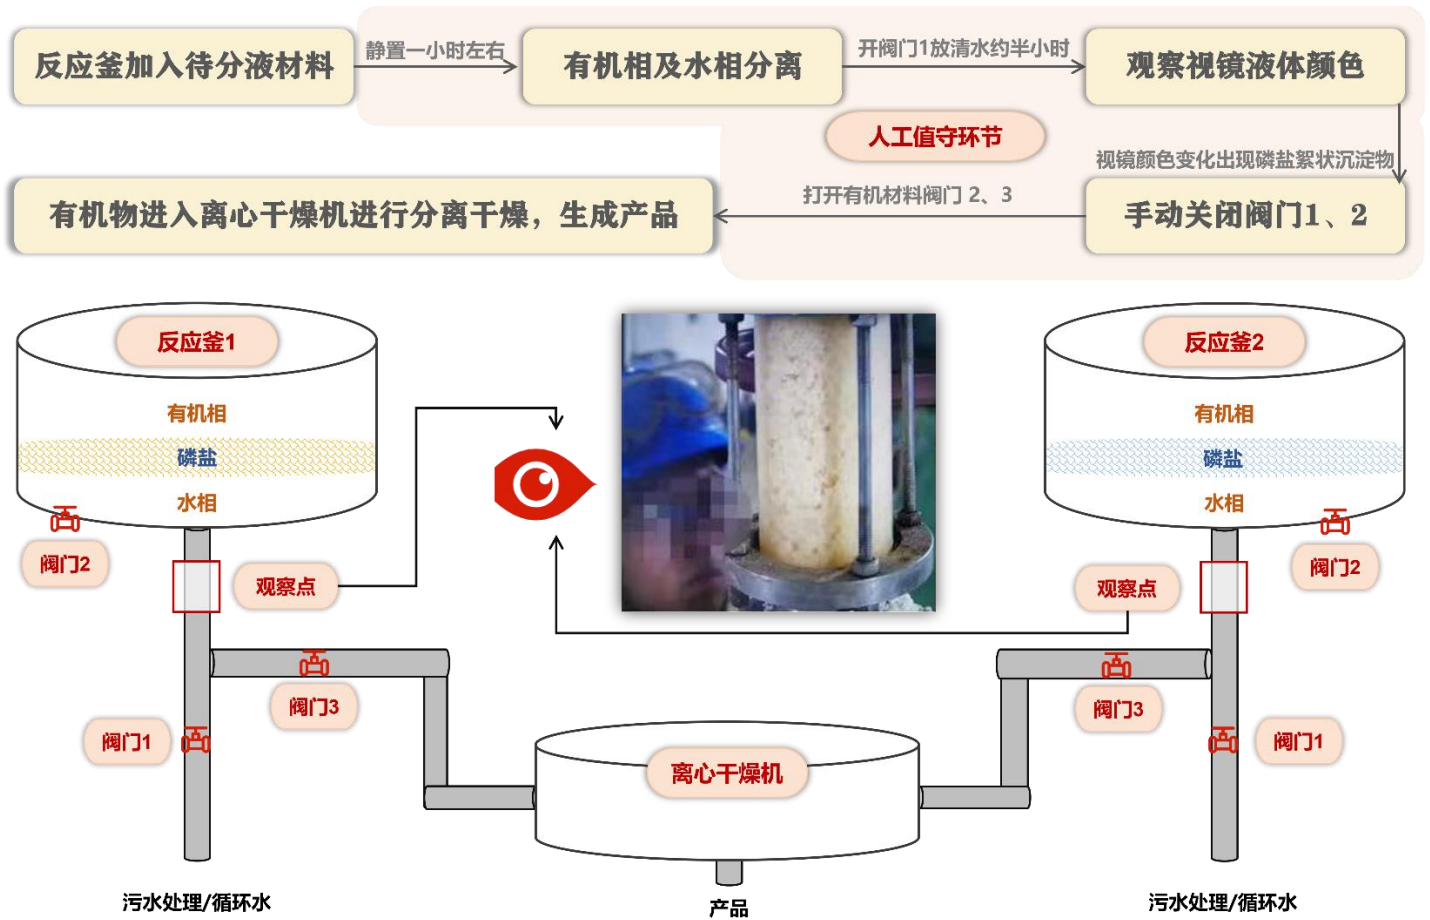 反应釜加入待分液材料
静置一小时左右
有机相及水相分离
开阀门1放清水约半小时
观察视镜液体颜色
人工值守环节
视镜颜色变化出现磷盐絮状沉淀物
有机物进入离心干燥机进行分离干燥，生成产品
打开有机材料阀门 2、3
手动关闭阀门1、2
反应釜1
反应釜2
有机相
有机相
磷盐
磷盐
水相
水相
阀门2
观察点
观察点
阀门2
阀门3
阀门3
阀门1
阀门1
离心干燥机
污水处理/循环水
产品
污水处理/循环水